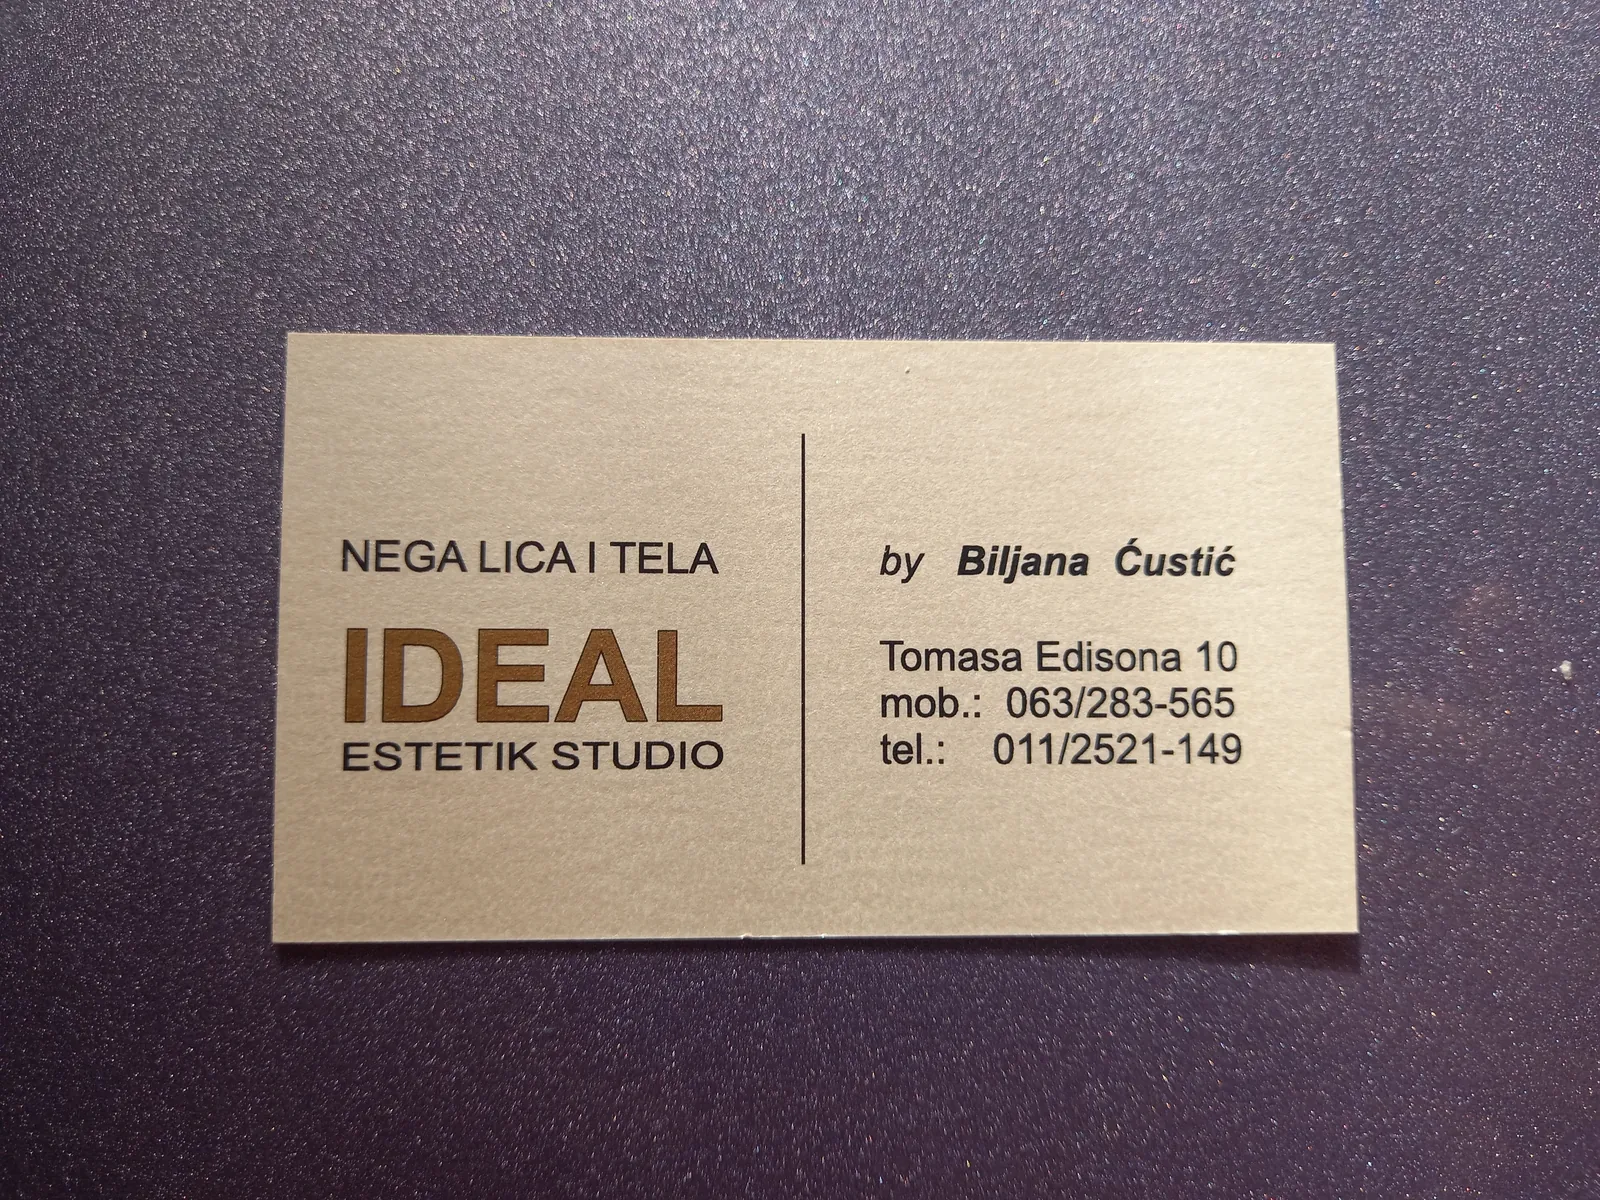 NEGA LICA I TELA
IDEAL
ESTETIK STUDIO
by Biljana Ćustić
Tomasa Edisona 10
mob.: 063/283-565
tel.: 011/2521-149